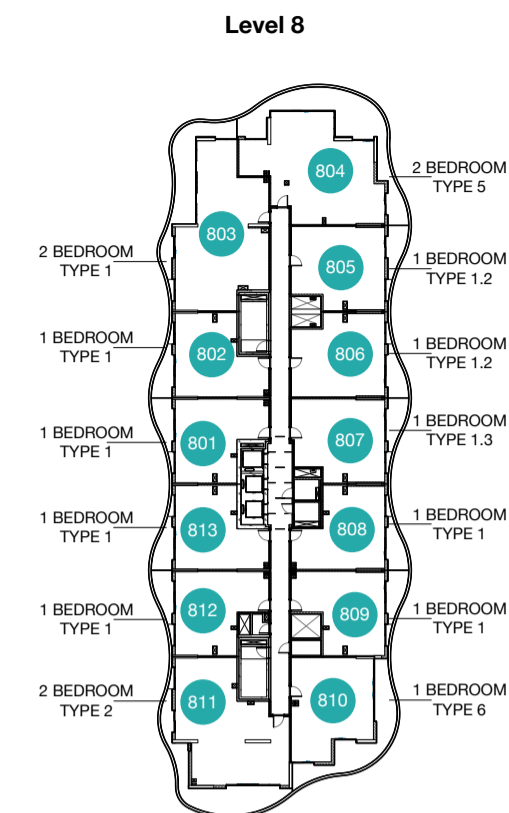 Level 8
804
2 BEDROOM
TYPE 5
803
2 BEDROOM
TYPE 1
805
1 BEDROOM
TYPE 1.2
802
1 BEDROOM
TYPE 1
806
1 BEDROOM
TYPE 1.2
801
1 BEDROOM
TYPE 1
807
1 BEDROOM
TYPE 1.3
813
1 BEDROOM
TYPE 1
808
1 BEDROOM
TYPE 1
812
1 BEDROOM
TYPE 1
809
1 BEDROOM
TYPE 1
811
2 BEDROOM
TYPE 2
810
1 BEDROOM
TYPE 6